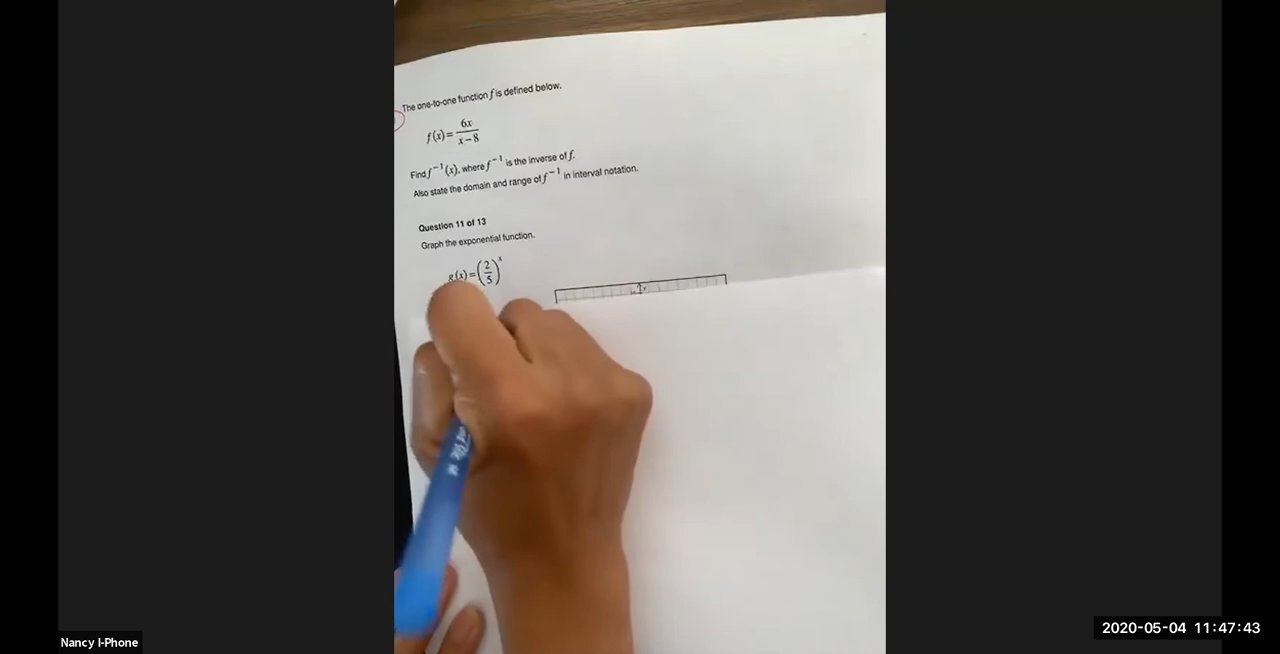 The one-to-one function f is defined below.
f(x) = 6x / (x − 8)
Find f⁻¹(x), where f⁻¹ is the inverse of f.
Also state the domain and range of f⁻¹ in interval notation.
Question 11 of 13
Graph the exponential function.
g(x) = (2/5)ˣ
Nancy I-Phone
2020-05-04 11:47:43